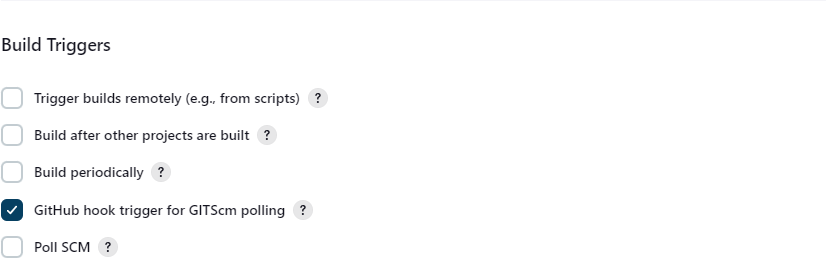 Build Triggers
Trigger builds remotely (e.g., from scripts) ?
Build after other projects are built ?
Build periodically ?
GitHub hook trigger for GITScm polling ?
Poll SCM ?